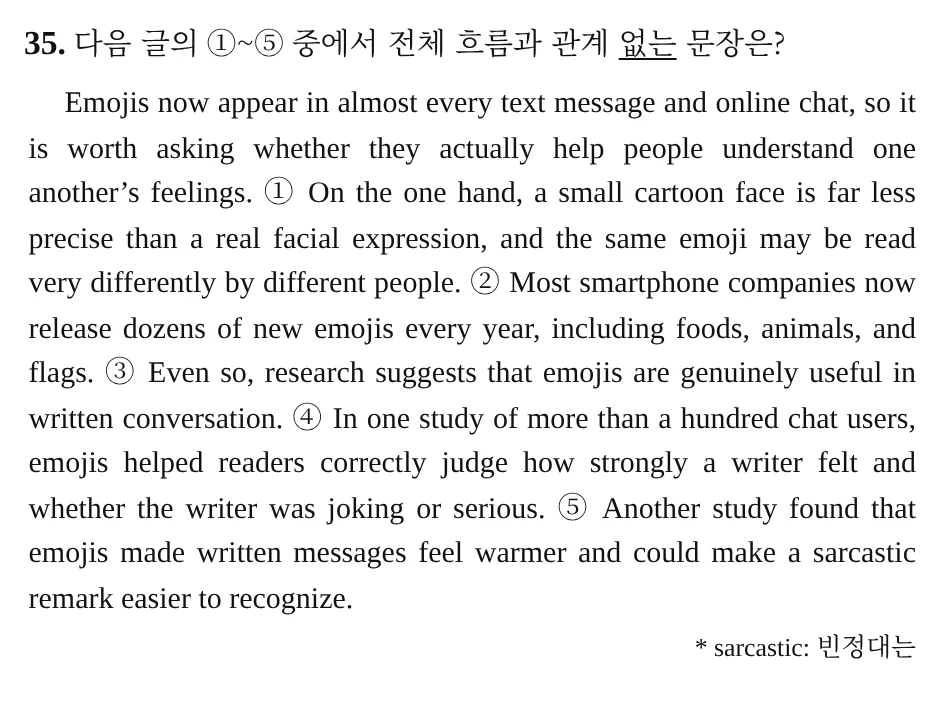 35. 다음 글의 ①~⑤ 중에서 전체 흐름과 관계 없는 문장은?
Emojis now appear in almost every text message and online chat, so it
is worth asking whether they actually help people understand one
another’s feelings. ① On the one hand, a small cartoon face is far less
precise than a real facial expression, and the same emoji may be read
very differently by different people. ② Most smartphone companies now
release dozens of new emojis every year, including foods, animals, and
flags. ③ Even so, research suggests that emojis are genuinely useful in
written conversation. ④ In one study of more than a hundred chat users,
emojis helped readers correctly judge how strongly a writer felt and
whether the writer was joking or serious. ⑤ Another study found that
emojis made written messages feel warmer and could make a sarcastic
remark easier to recognize.
* sarcastic: 빈정대는